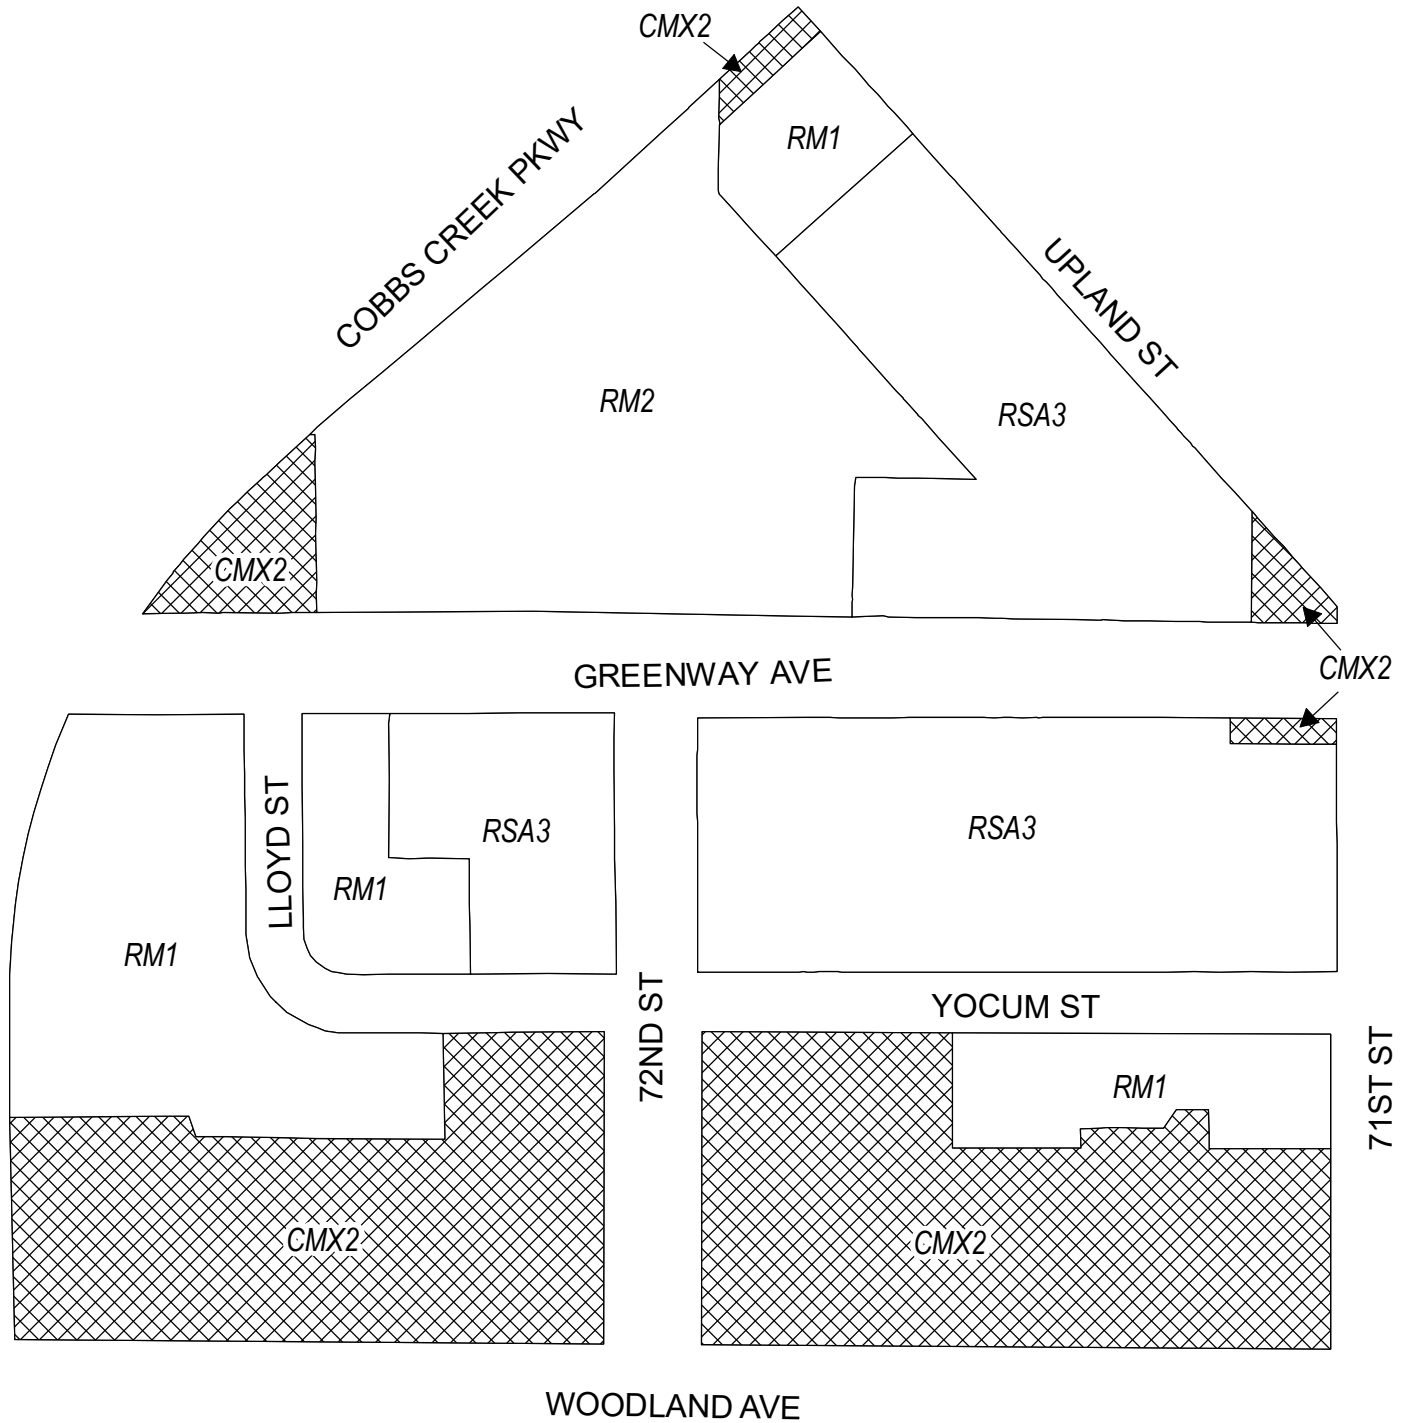 CMX2
RM1
COBBS CREEK PKWY
UPLAND ST
RM2
RSA3
CMX2
GREENWAY AVE
CMX2
LLOYD ST
RSA3
RSA3
RM1
RM1
72ND ST
YOCUM ST
71ST ST
RM1
CMX2
CMX2
WOODLAND AVE